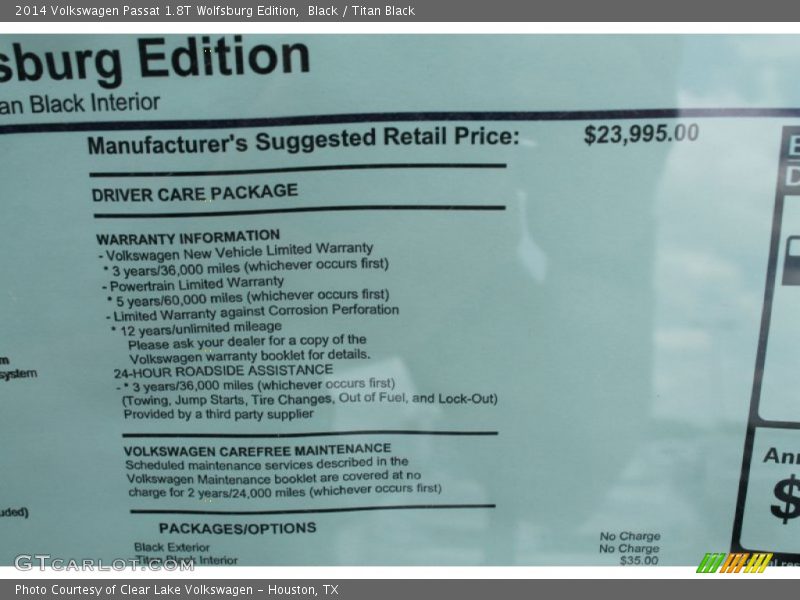 2014 Volkswagen Passat 1.8T Wolfsburg Edition, Black / Titan Black
sburg Edition
an Black Interior
Manufacturer's Suggested Retail Price: $23,995.00
DRIVER CARE PACKAGE
WARRANTY INFORMATION
- Volkswagen New Vehicle Limited Warranty
* 3 years/36,000 miles (whichever occurs first)
- Powertrain Limited Warranty
* 5 years/60,000 miles (whichever occurs first)
- Limited Warranty against Corrosion Perforation
* 12 years/unlimited mileage
Please ask your dealer for a copy of the
Volkswagen warranty booklet for details.
24-HOUR ROADSIDE ASSISTANCE
- * 3 years/36,000 miles (whichever occurs first)
(Towing, Jump Starts, Tire Changes, Out of Fuel, and Lock-Out)
Provided by a third party supplier
m
system
VOLKSWAGEN CAREFREE MAINTENANCE
Scheduled maintenance services described in the
Volkswagen Maintenance booklet are covered at no
charge for 2 years/24,000 miles (whichever occurs first)
uded)
PACKAGES/OPTIONS
Black Exterior No Charge
Titan Black Interior No Charge
$35.00
Ann
$
GTcarlot.com
Photo Courtesy of Clear Lake Volkswagen – Houston, TX